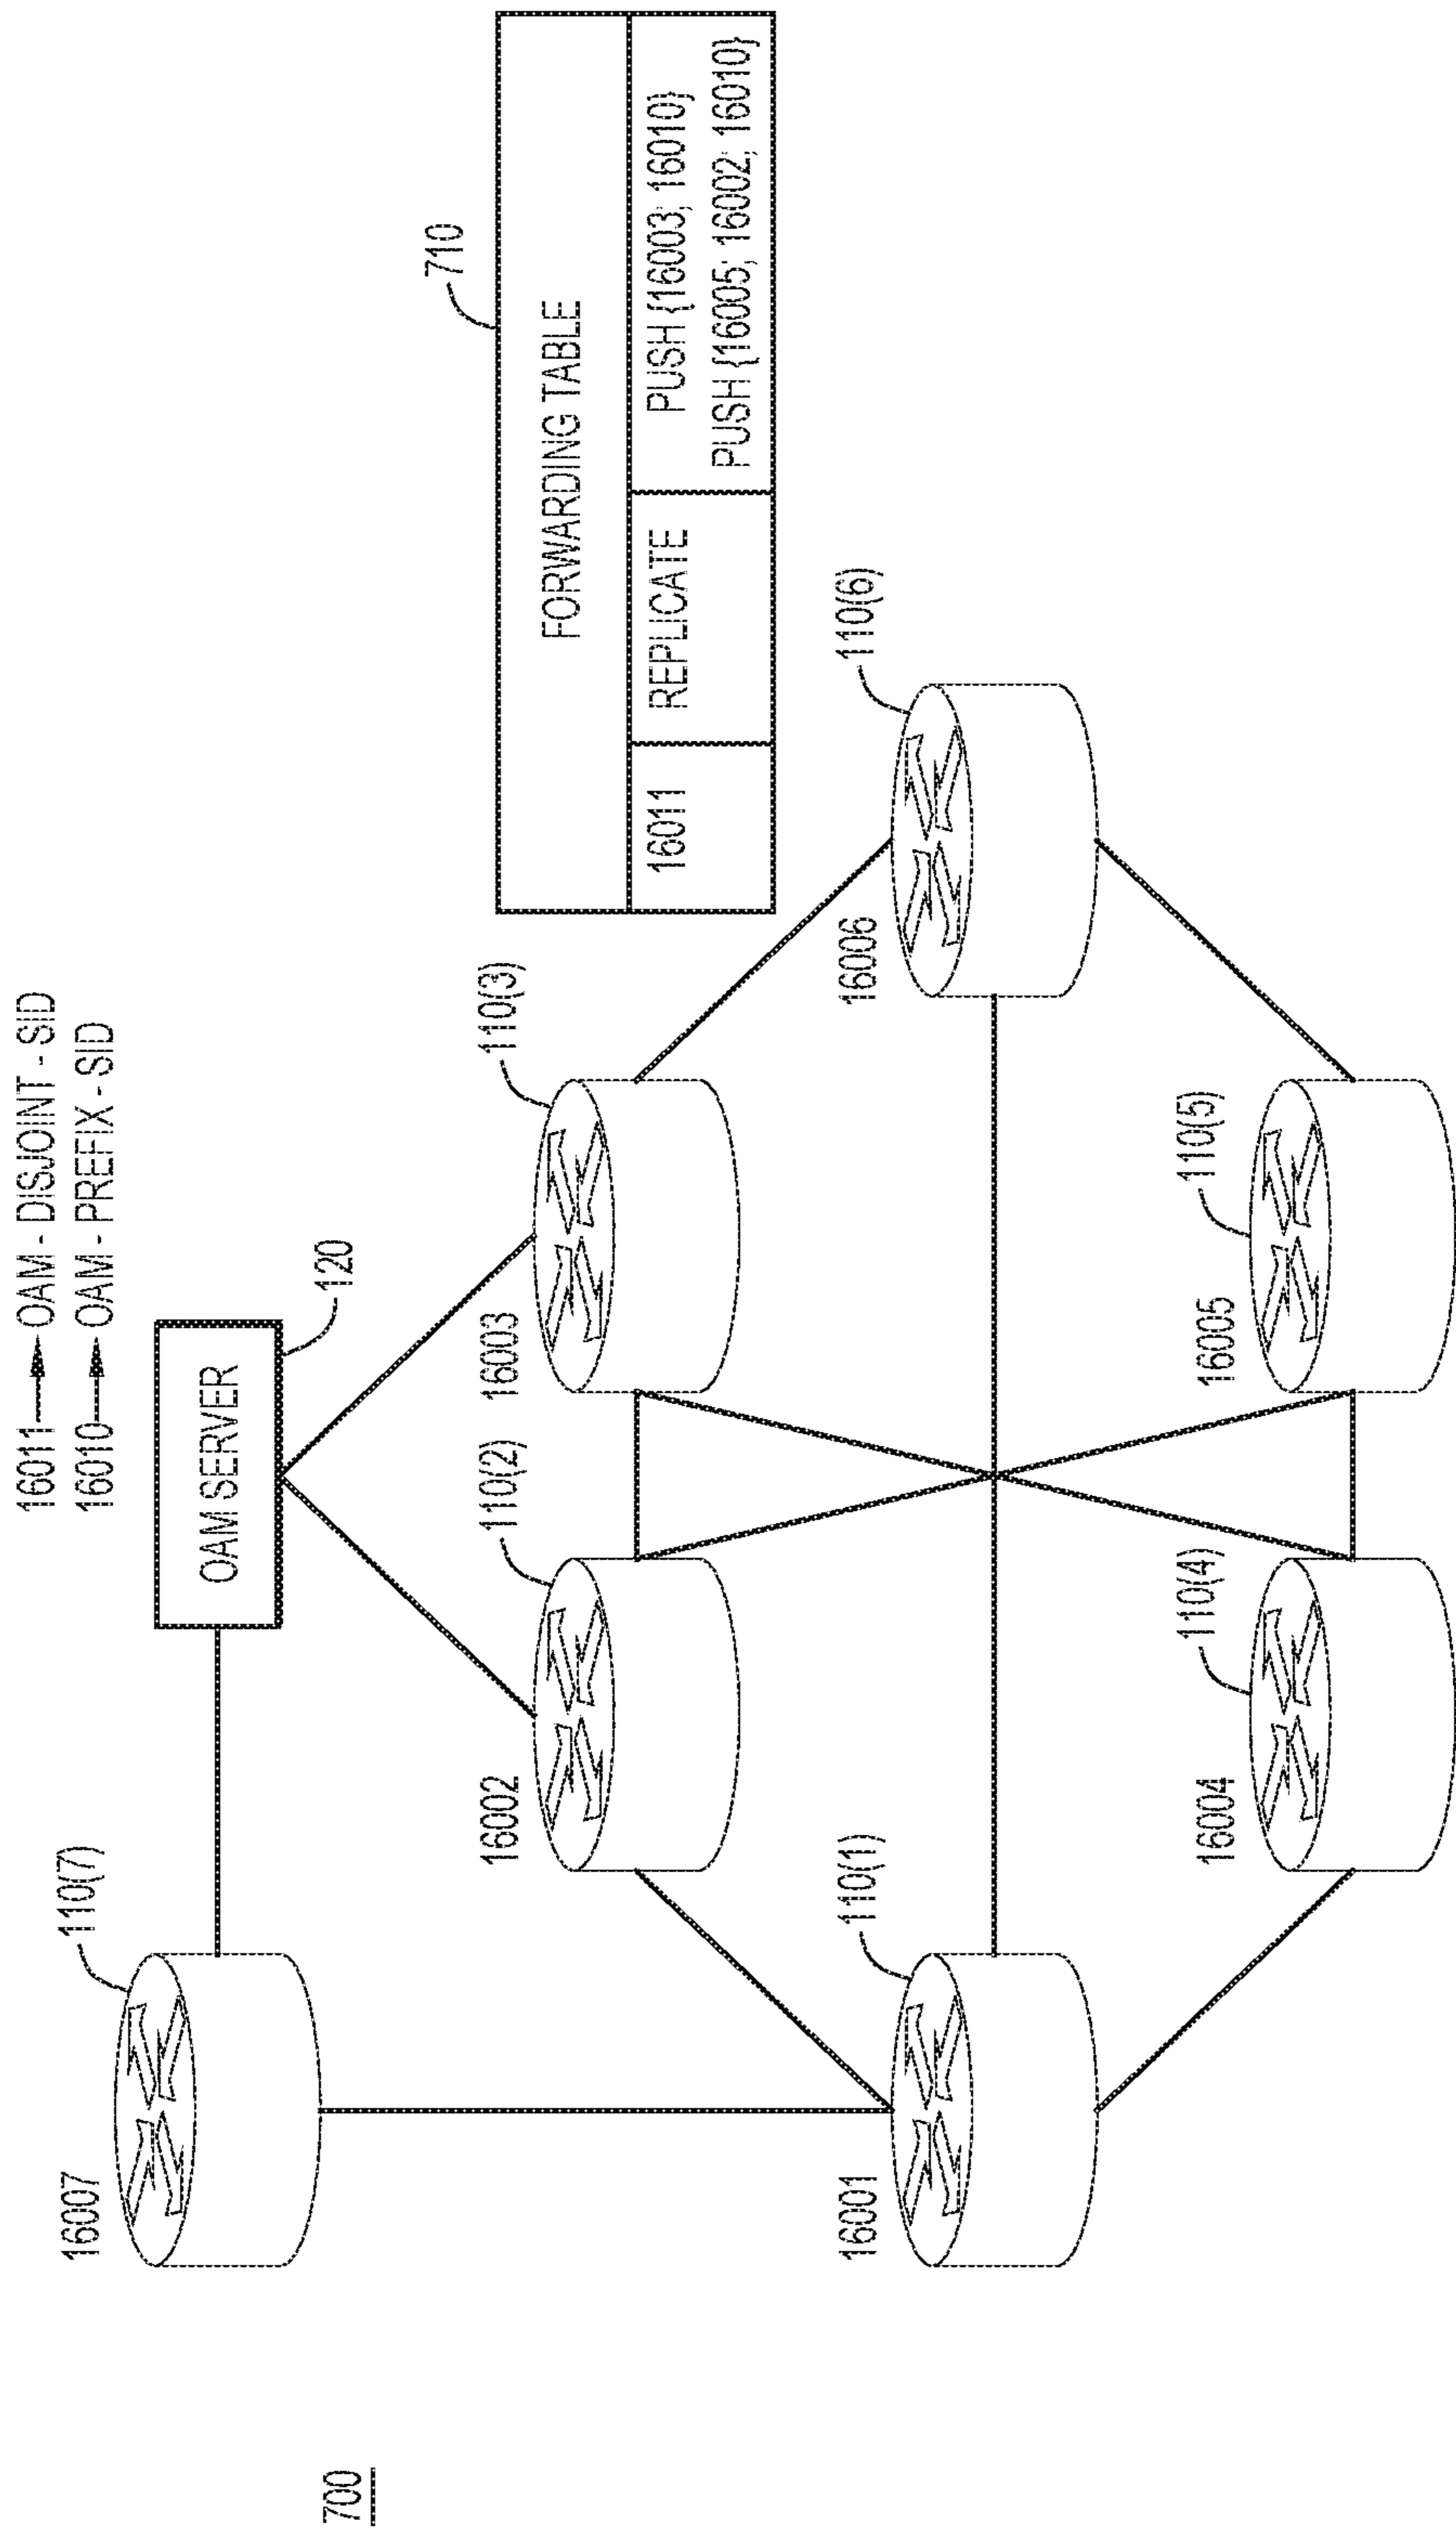 700
16011 OAM - DISJOINT - SID
16010 OAM - PREFIX - SID
OAM SERVER
120
110(7)
16007
110(2)
16002
110(3)
16003
110(1)
16001
110(6)
16006
110(4)
16004
110(5)
16005
710
FORWARDING TABLE
16011 REPLICATE PUSH {16003; 16010}
PUSH {16005; 16002; 16010}